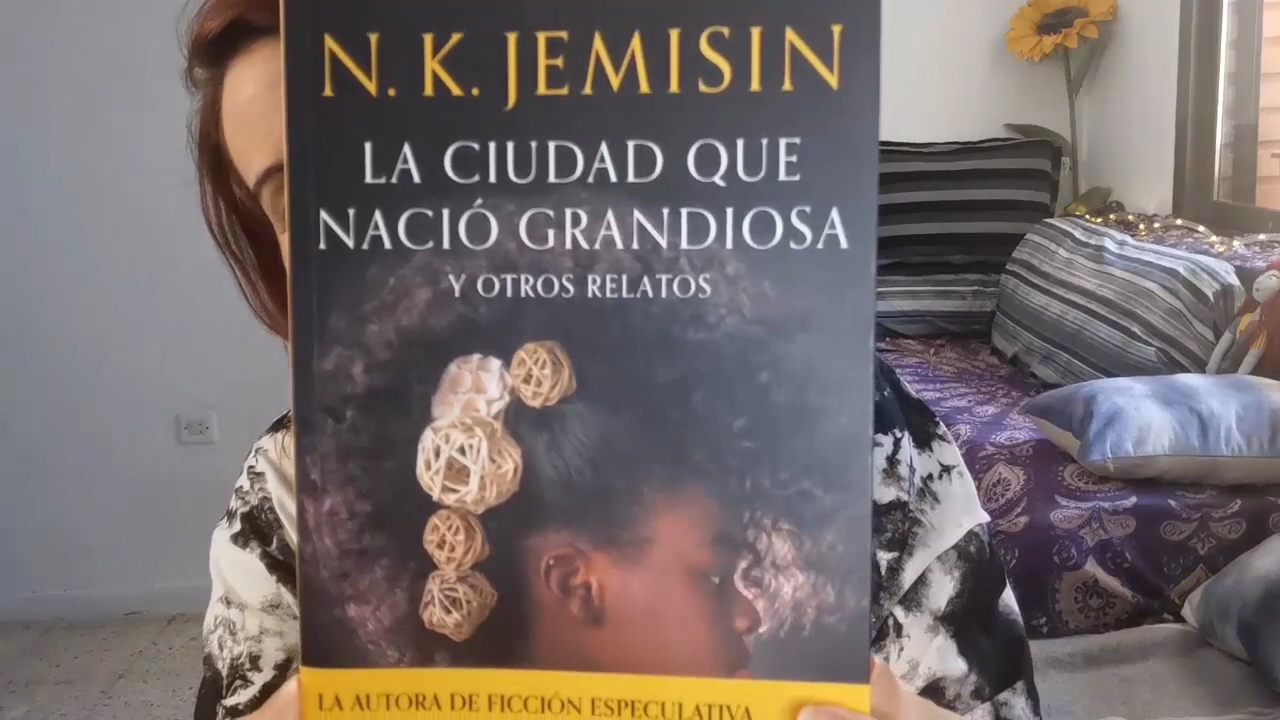 N. K. JEMISIN
LA CIUDAD QUE
NACIÓ GRANDIOSA
Y OTROS RELATOS
LA AUTORA DE FICCIÓN ESPECULATIVA